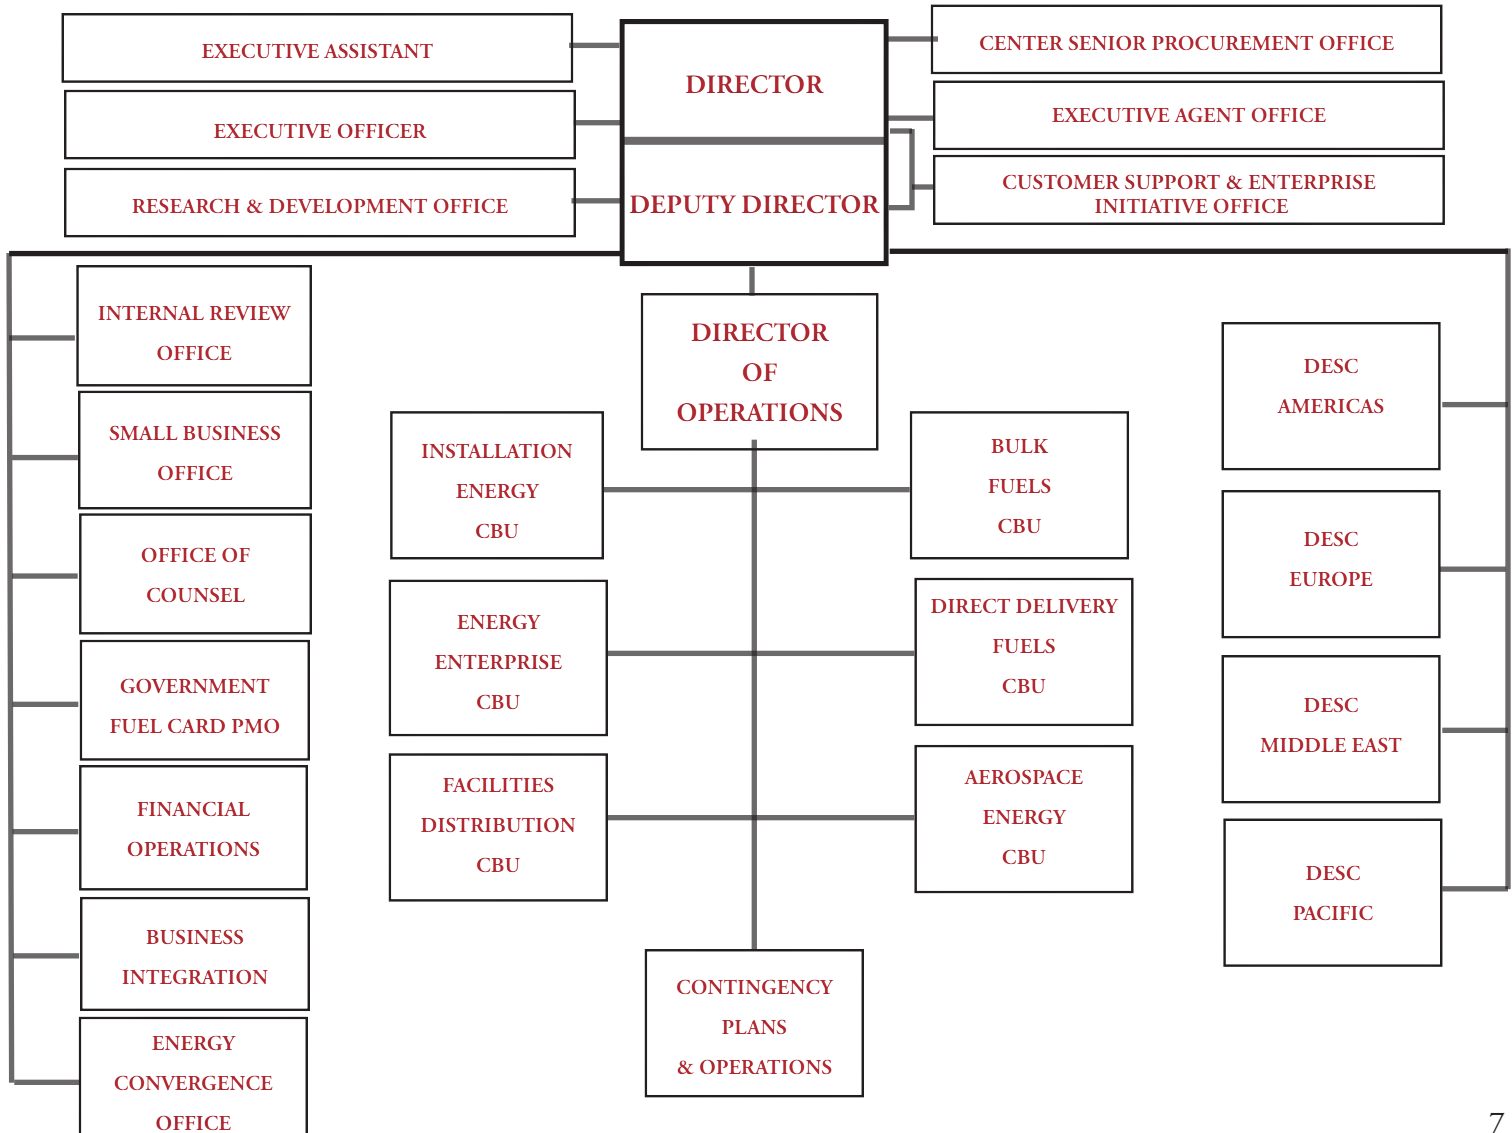 EXECUTIVE ASSISTANT
EXECUTIVE OFFICER
RESEARCH & DEVELOPMENT OFFICE
DIRECTOR
DEPUTY DIRECTOR
CENTER SENIOR PROCUREMENT OFFICE
EXECUTIVE AGENT OFFICE
CUSTOMER SUPPORT & ENTERPRISE
INITIATIVE OFFICE
INTERNAL REVIEW
OFFICE
SMALL BUSINESS
OFFICE
OFFICE OF
COUNSEL
GOVERNMENT
FUEL CARD PMO
FINANCIAL
OPERATIONS
BUSINESS
INTEGRATION
ENERGY
CONVERGENCE
OFFICE
DIRECTOR
OF
OPERATIONS
INSTALLATION
ENERGY
CBU
ENERGY
ENTERPRISE
CBU
FACILITIES
DISTRIBUTION
CBU
BULK
FUELS
CBU
DIRECT DELIVERY
FUELS
CBU
AEROSPACE
ENERGY
CBU
CONTINGENCY
PLANS
& OPERATIONS
DESC
AMERICAS
DESC
EUROPE
DESC
MIDDLE EAST
DESC
PACIFIC
7